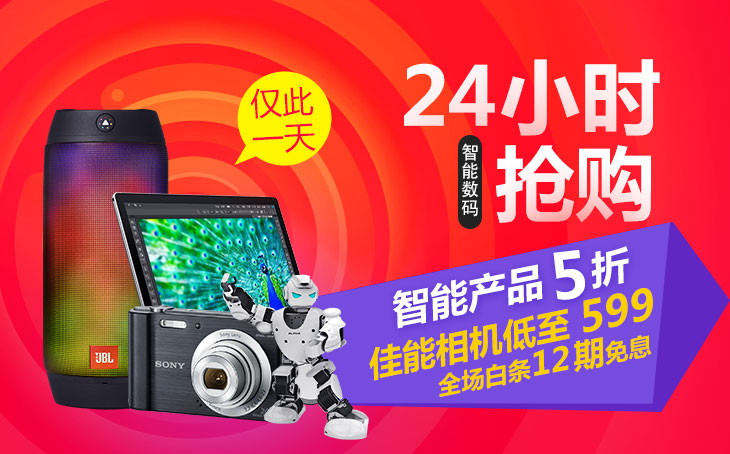 仅此
一天
24小时
智能数码
抢购
智能产品5折
佳能相机低至 599
全场白条12期免息
JBL
SONY